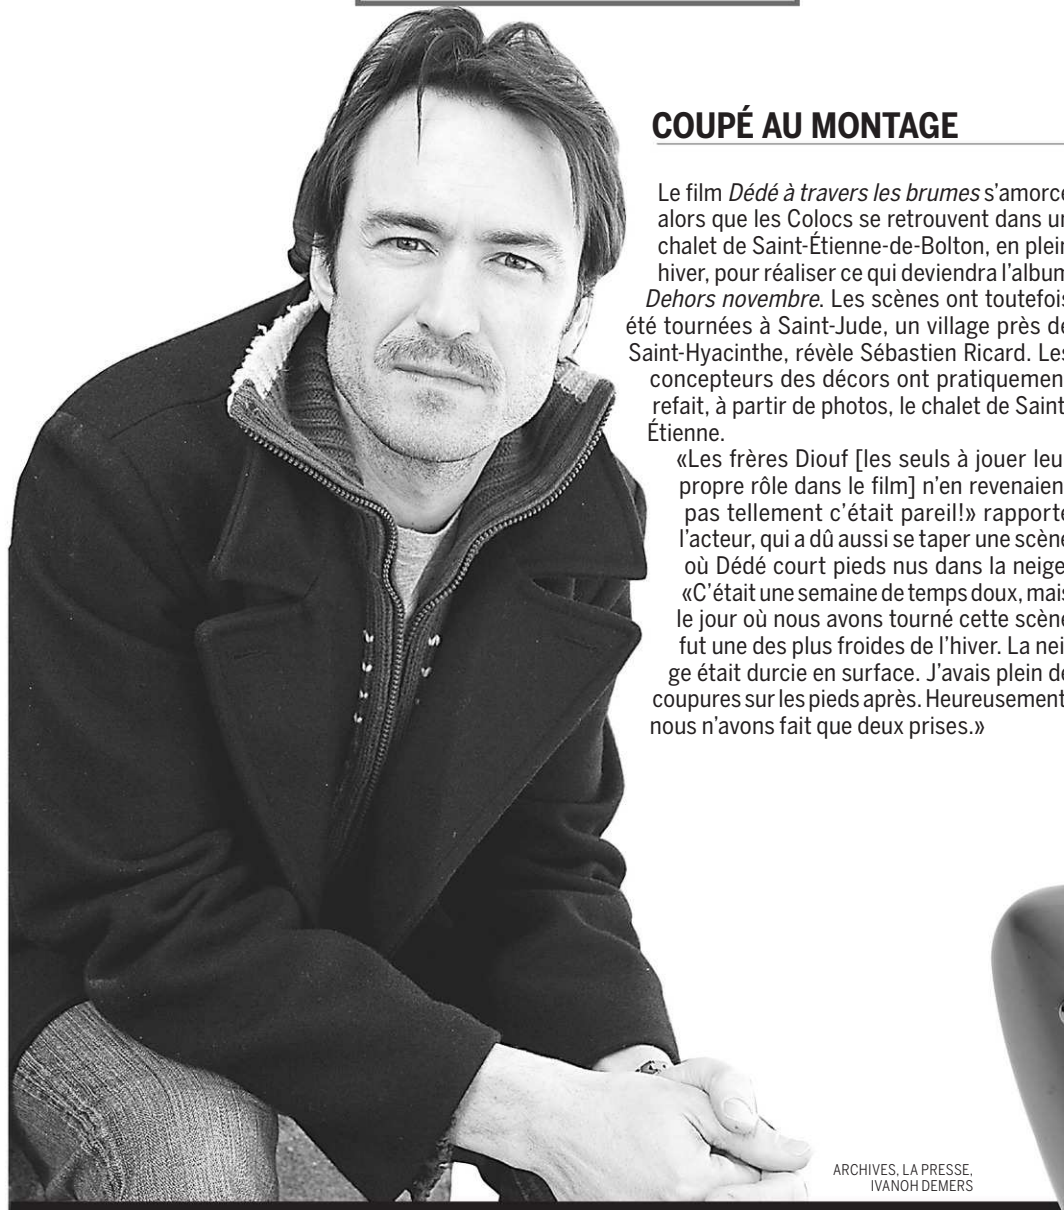 COUPÉ AU MONTAGE
Le film Dédé à travers les brumes s'amorce
alors que les Colocs se retrouvent dans un
chalet de Saint-Étienne-de-Bolton, en plein
hiver, pour réaliser ce qui deviendra l'album
Dehors novembre. Les scènes ont toutefois
été tournées à Saint-Jude, un village près de
Saint-Hyacinthe, révèle Sébastien Ricard. Les
concepteurs des décors ont pratiquemen
refait, à partir de photos, le chalet de Saint
Étienne.
«Les frères Diouf [les seuls à jouer leu
propre rôle dans le film] n'en revenaien
pas tellement c'était pareil!» rapporte
l'acteur, qui a dû aussi se taper une scène
où Dédé court pieds nus dans la neige
«C'était une semaine de temps doux, mais
le jour où nous avons tourné cette scène
fut une des plus froides de l'hiver. La nei
ge était durcie en surface. J'avais plein de
coupures sur les pieds après. Heureusement
nous n'avons fait que deux prises.»
ARCHIVES, LA PRESSE,
IVANOH DEMERS